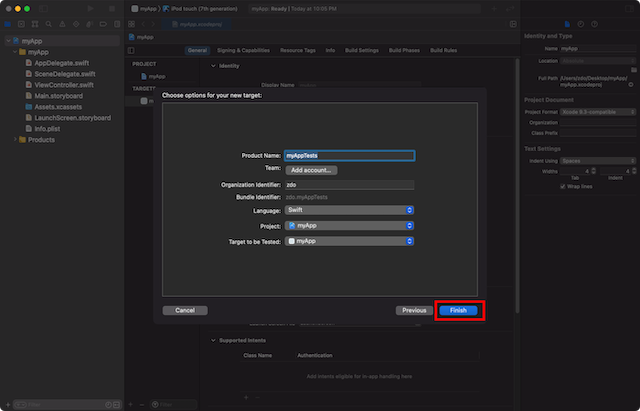 myApp
iPod touch (7th generation)
myApp: Ready | Today at 10:55 PM
myApp
myApp
AppDelegate.swift
SceneDelegate.swift
ViewController.swift
Main.storyboard
Assets.xcassets
LaunchScreen.storyboard
Info.plist
Products
myApp.xcodeproj
myApp
General
Signing & Capabilities
Resource Tags
Info
Build Settings
Build Phases
Build Rules
PROJECT
myApp
TARGETS
Identity
Display Name
Choose options for your new target:
Product Name: myAppTests
Team: Add account...
Organization Identifier: zdo
Bundle Identifier: zdo.myAppTests
Language: Swift
Project: myApp
Target to be Tested: myApp
Cancel
Previous
Finish
Supported Intents
Class Name
Authentication
Add intents eligible for in-app handling here
Filter
Identity and Type
Name myApp
Location
Full Path /Users/zdo/Desktop/myApp/
myApp.xcodeproj
Project Document
Project Format Xcode 9.3-compatible
Organization
Class Prefix
Text Settings
Indent Using Spaces
Widths 4 4
Tab Indent
Wrap lines